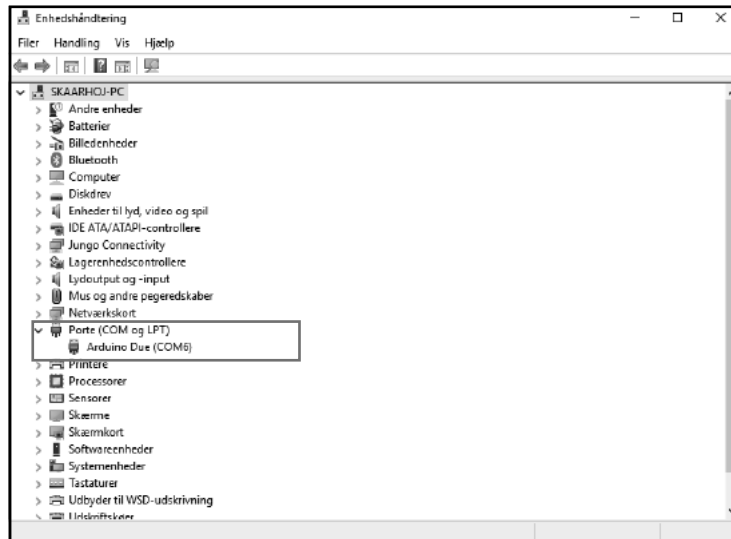 Enhedshåndtering
Filer Handling Vis Hjælp
SKAARHOJ-PC
Andre enheder
Batterier
Billedenheder
Bluetooth
Computer
Diskdrev
Enheder til lyd, video og spil
IDE ATA/ATAPI-controllere
Jungo Connectivity
Lagerenhedscontrollere
Lydoutput og -input
Mus og andre pegeredskaber
Netværkskort
Porte (COM og LPT)
Arduino Due (COM6)
Printere
Processorer
Sensorer
Skærme
Skærmkort
Softwareenheder
Systemenheder
Tastaturer
Udbyder til WSD-udskrivning
Udskriftskøer